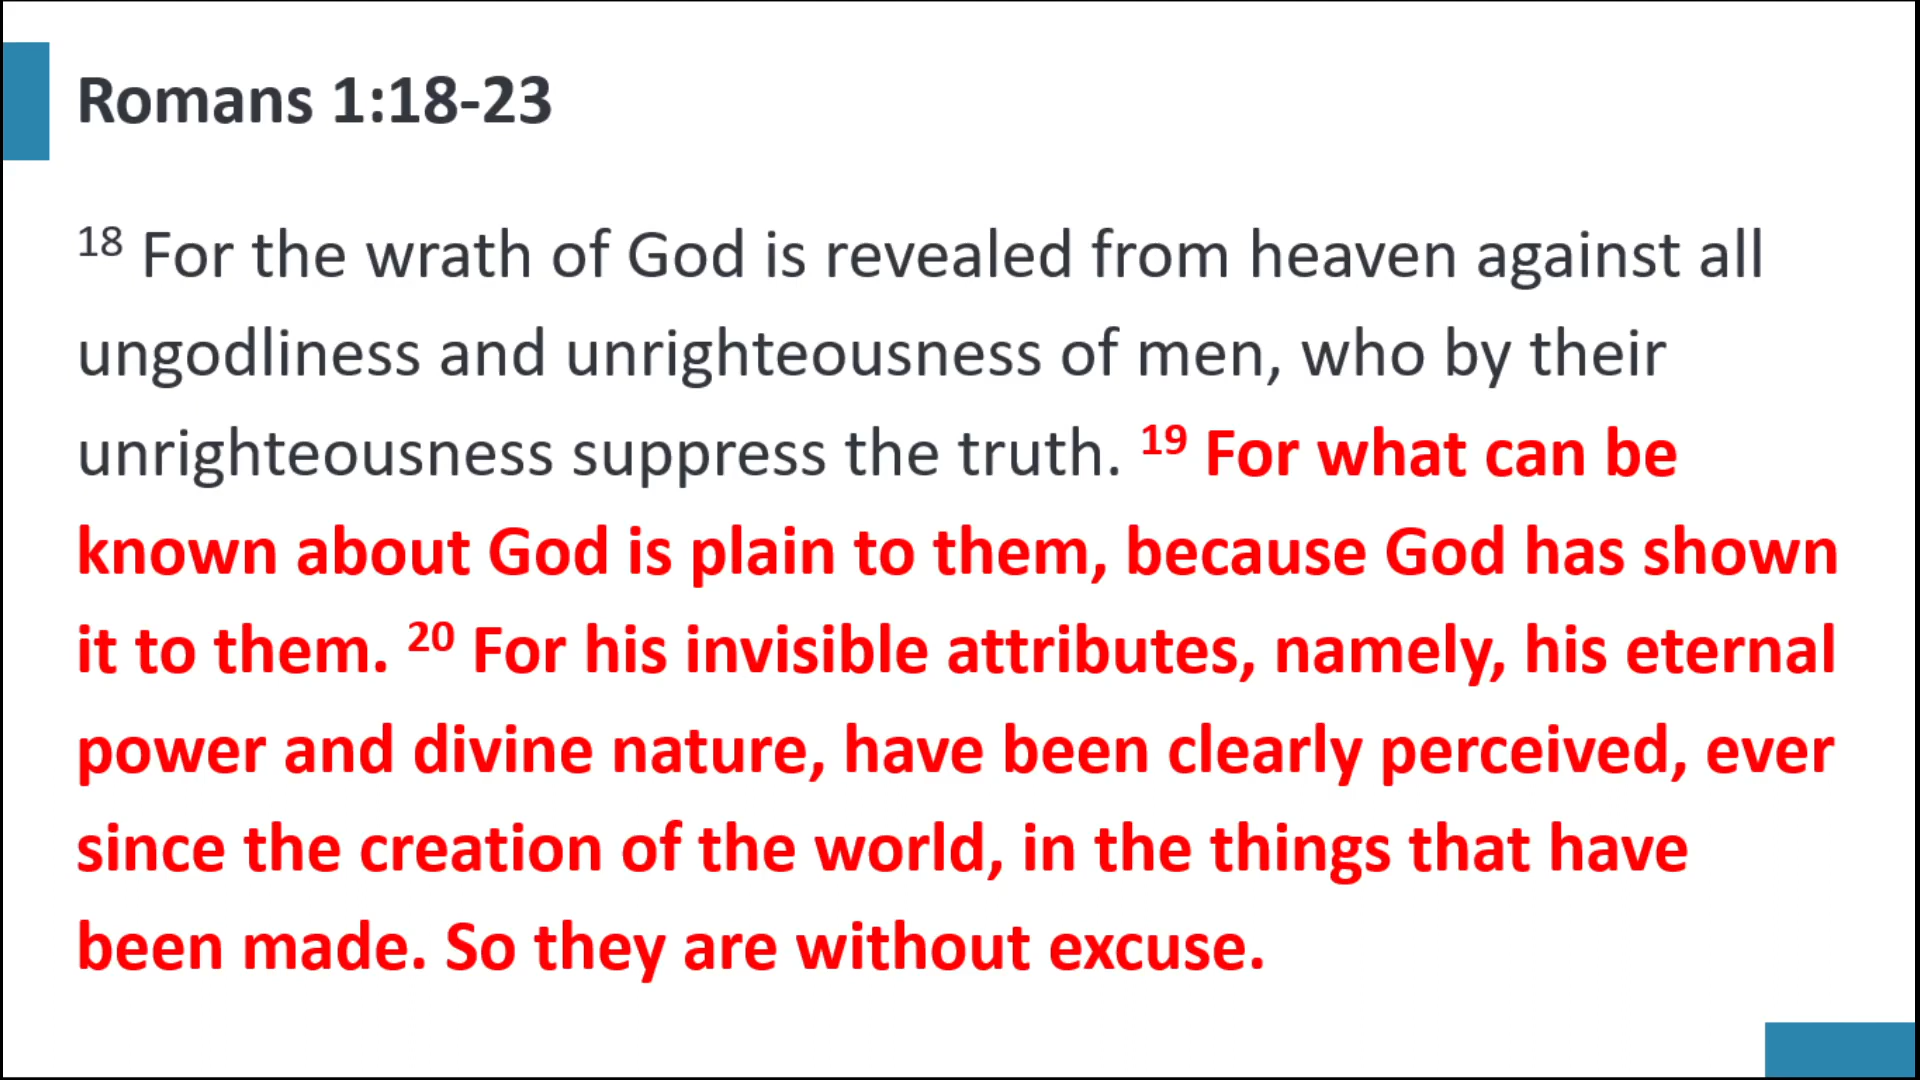 Romans 1:18-23
18 For the wrath of God is revealed from heaven against all
ungodliness and unrighteousness of men, who by their
unrighteousness suppress the truth. 19 For what can be
known about God is plain to them, because God has shown
it to them. 20 For his invisible attributes, namely, his eternal
power and divine nature, have been clearly perceived, ever
since the creation of the world, in the things that have
been made. So they are without excuse.